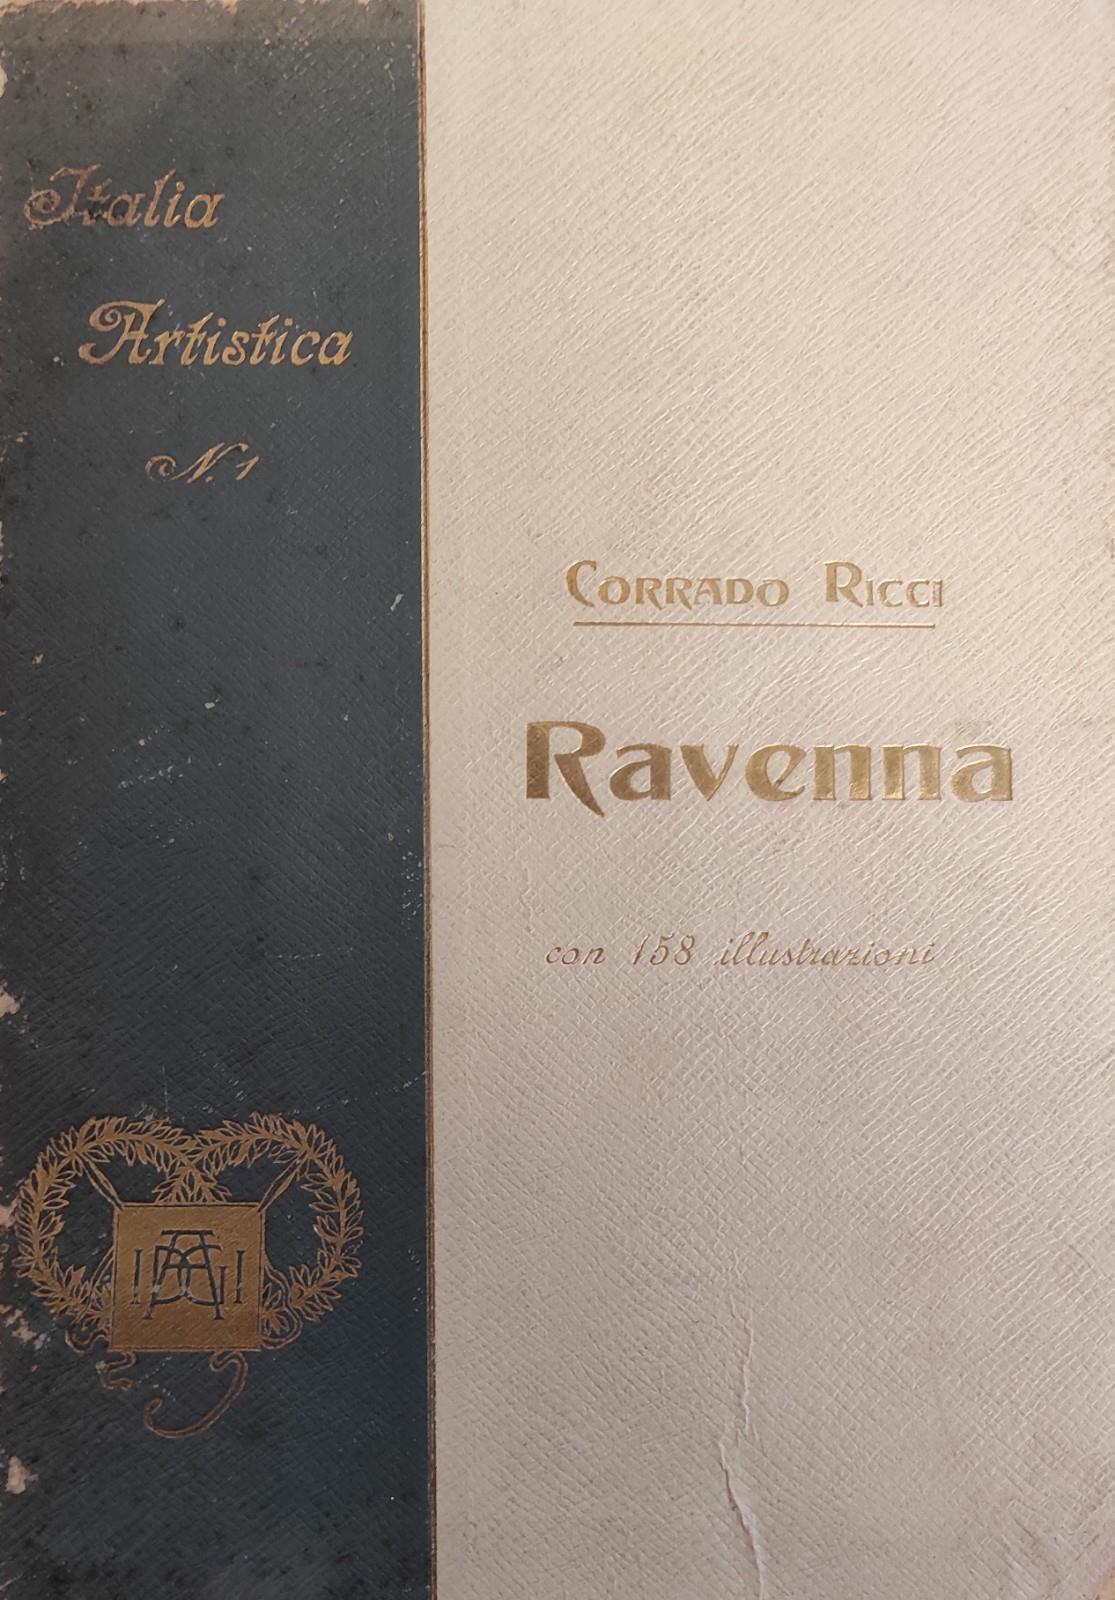 Italia
Artistica
N. 1
CORRADO RICCI
Ravenna
con 158 illustrazioni